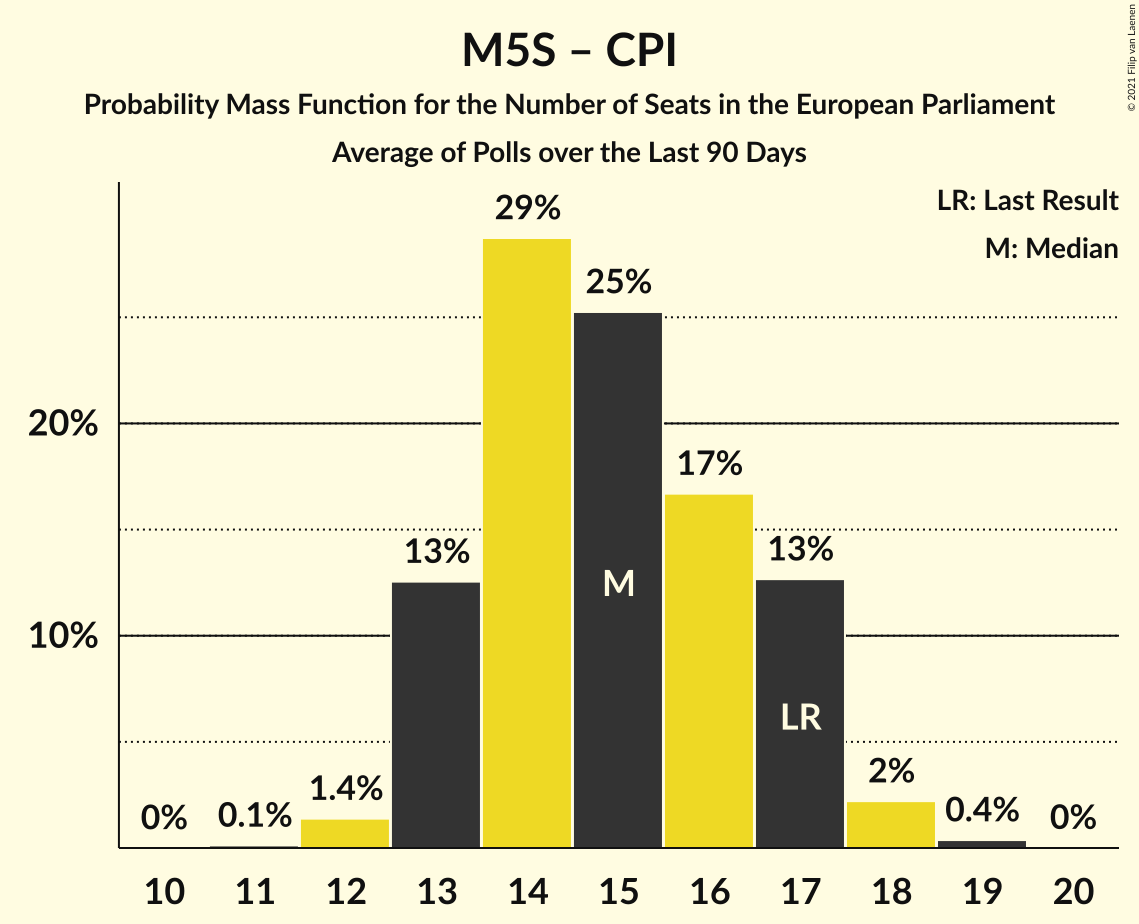 M5S – CPI
Probability Mass Function for the Number of Seats in the European Parliament
Average of Polls over the Last 90 Days
© 2021 Filip van Laenen
LR: Last Result
M: Median
29%
25%
20%
17%
13%
13%
M
10%
LR
2%
1.4%
0.4%
0.1%
0%
0%
10 11 12 13 14 15 16 17 18 19 20